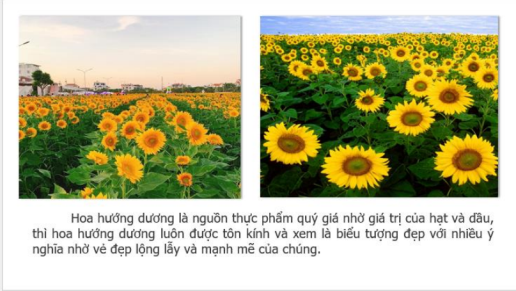 Hoa hướng dương là nguồn thực phẩm quý giá nhờ giá trị của hạt và dầu,
thì hoa hướng dương luôn được tôn kính và xem là biểu tượng đẹp với nhiều ý
nghĩa nhờ vẻ đẹp lộng lẫy và mạnh mẽ của chúng.